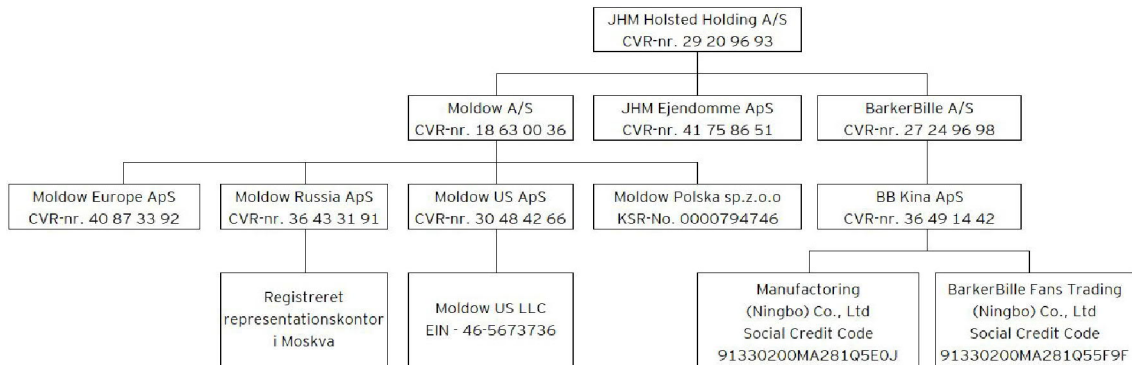 JHM Holsted Holding A/S
CVR-nr. 29 20 96 93
Moldow A/S
CVR-nr. 18 63 00 36
JHM Ejendomme ApS
CVR-nr. 41 75 86 51
BarkerBille A/S
CVR-nr. 27 24 96 98
Moldow Europe ApS
CVR-nr. 40 87 33 92
Moldow Russia ApS
CVR-nr. 36 43 31 91
Moldow US ApS
CVR-nr. 30 48 42 66
Moldow Polska sp.z.o.o
KSR-No. 0000794746
BB Kina ApS
CVR-nr. 36 49 14 42
Registreret
representationskontor
i Moskva
Moldow US LLC
EIN - 46-5673736
Manufactoring
(Ningbo) Co., Ltd
Social Credit Code
91330200MA281Q5E0J
BarkerBille Fans Trading
(Ningbo) Co., Ltd
Social Credit Code
91330200MA281Q55F9F